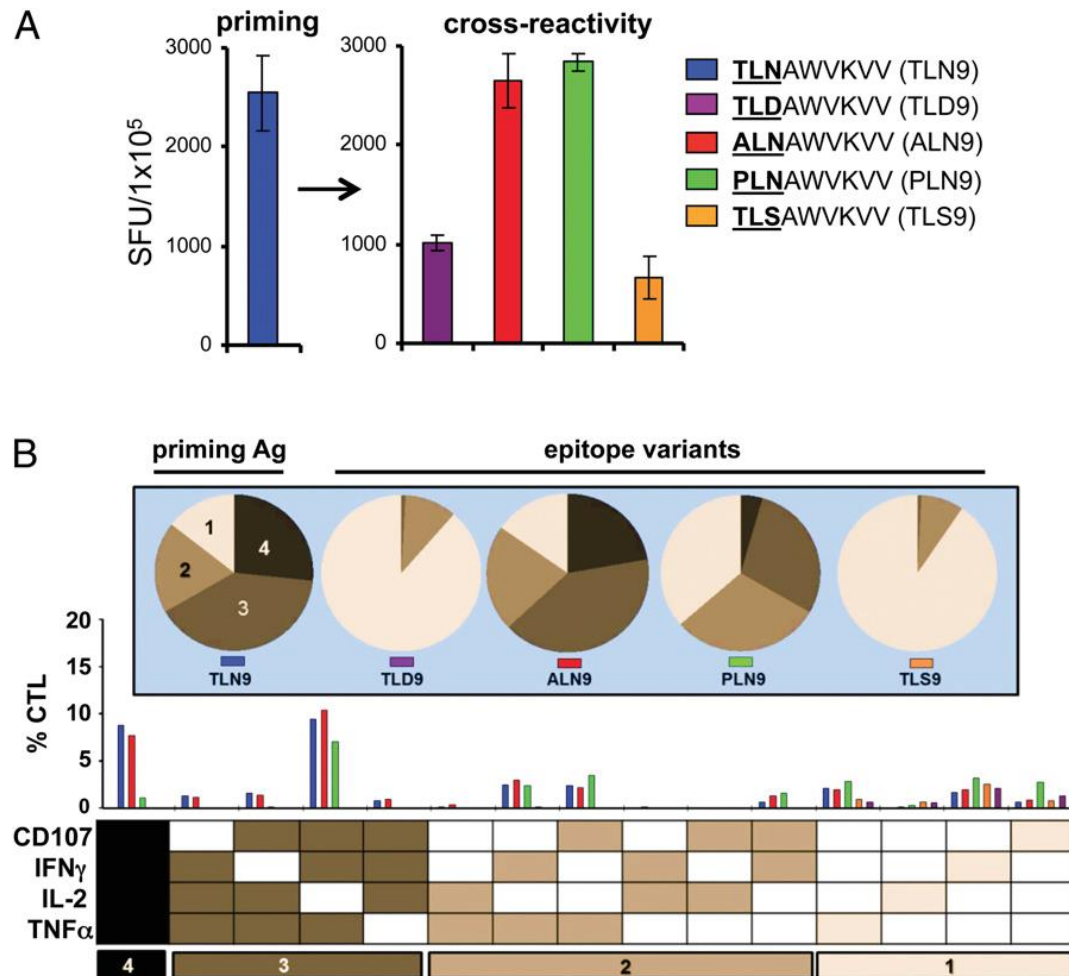 A
priming
cross-reactivity
SFU/1x10⁵
3000
2000
1000
0
3000
2000
1000
0
TLNAWVKVV (TLN9)
TLDAWVKVV (TLD9)
ALNAWVKVV (ALN9)
PLNAWVKVV (PLN9)
TLSAWVKVV (TLS9)
B
priming Ag
epitope variants
1
4
2
3
TLN9
TLD9
ALN9
PLN9
TLS9
% CTL
20
15
10
5
0
CD107
IFNγ
IL-2
TNFα
4
3
2
1